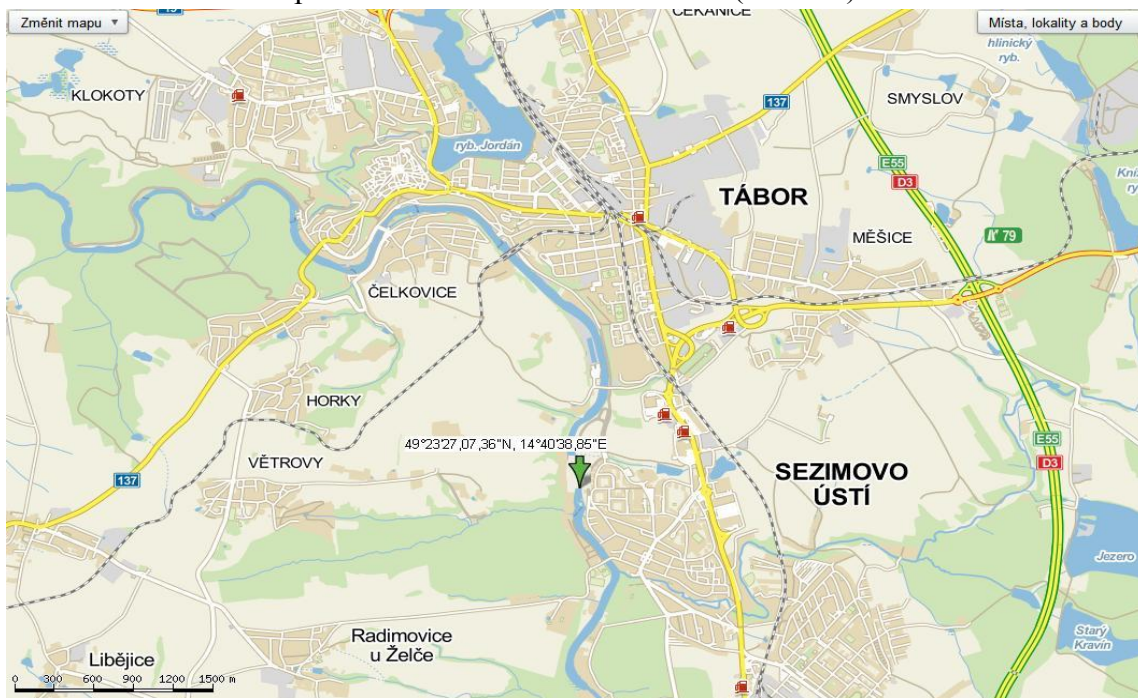 Změnit mapu
Místa, lokality a body
ČEKANICE
hlinický
ryb.
KLOKOTY
137
SMYSLOV
ryb. Jordán
E55
D3
TÁBOR
79
MĚŠICE
ČELKOVICE
HORKY
49°23'27,07,36"N, 14°40'38,85"E
E55
D3
VĚTROVY
SEZIMOVO
ÚSTÍ
137
Jezero
Radimovice
u Želče
Starý
Kravín
Libějice
0 300 600 900 1200 1500 m